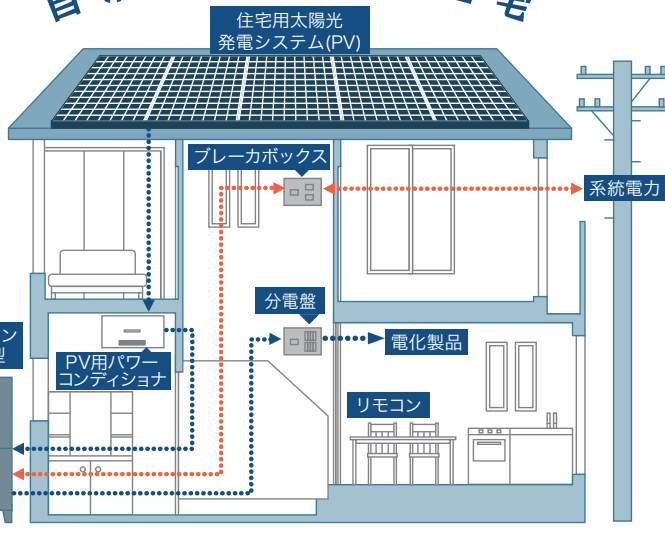 住宅用太陽光
発電システム(PV)
ブレーカボックス
系統電力
分電盤
電化製品
ン
型
PV用パワー
コンディショナ
リモコン